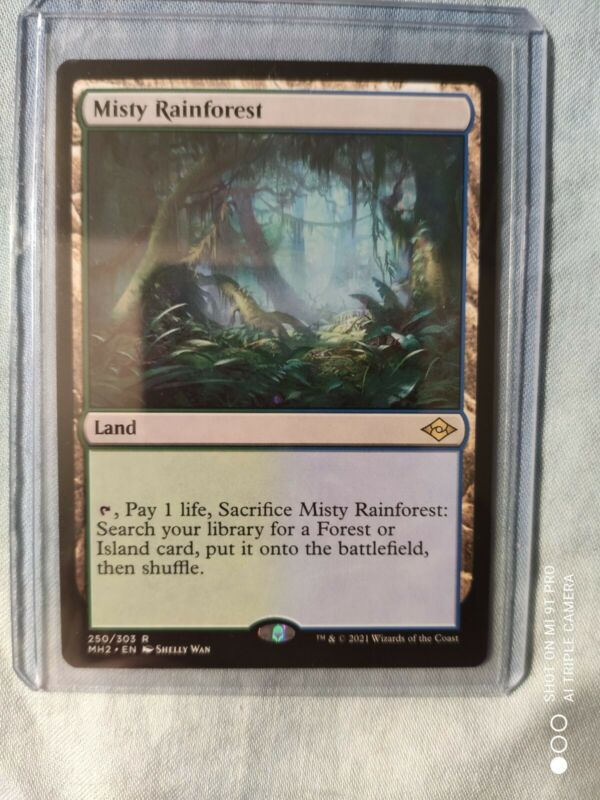 Misty Rainforest
Land
, Pay 1 life, Sacrifice Misty Rainforest:
Search your library for a Forest or
Island card, put it onto the battlefield,
then shuffle.
250/303 R
MH2 • EN Shelly Wan
™ & © 2021 Wizards of the Coast
SHOT ON MI 9T PRO
AI TRIPLE CAMERA